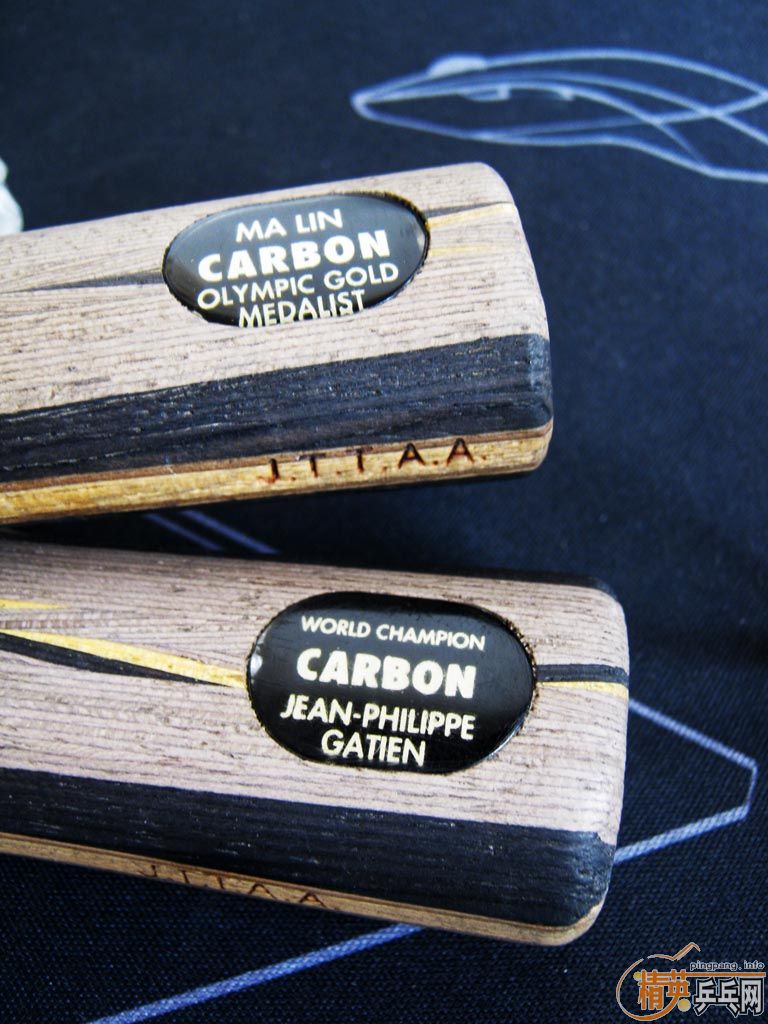 MA LIN
CARBON
OLYMPIC GOLD
MEDALIST
J.T.T.A.A.
WORLD CHAMPION
CARBON
JEAN-PHILIPPE
GATIEN
J.T.T.A.A
pingpang.info
精英乒乓网